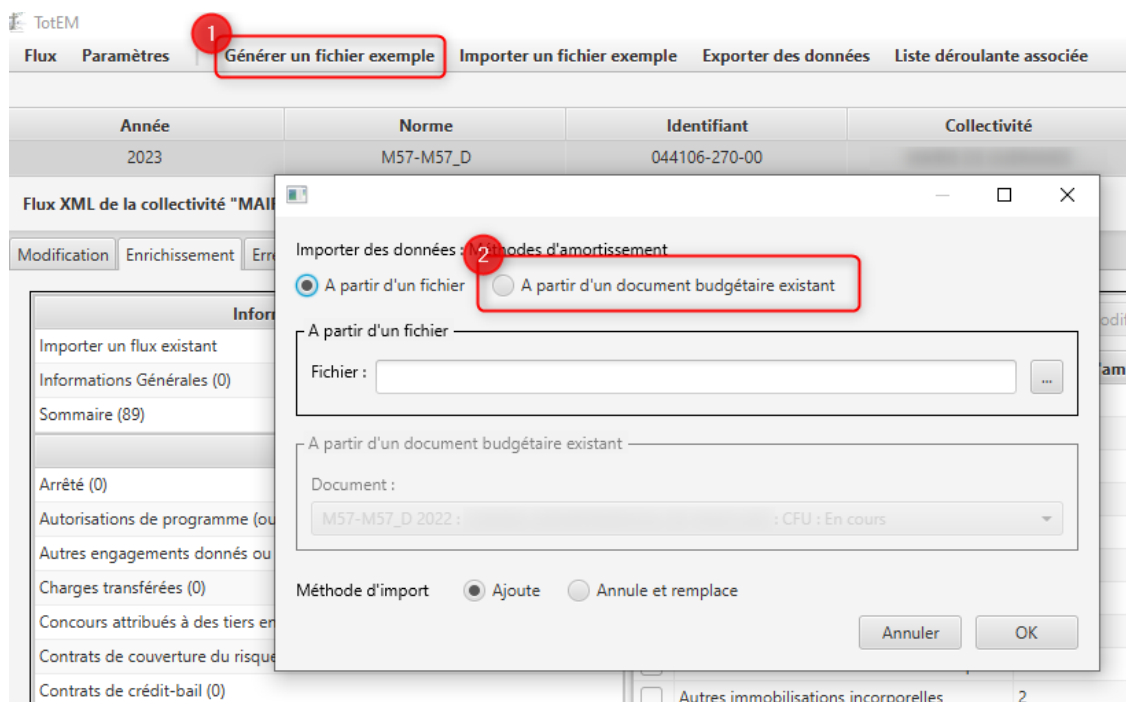 TotEM
1
Flux Paramètres Générer un fichier exemple Importer un fichier exemple Exporter des données Liste déroulante associée
Année Norme Identifiant Collectivité
2023 M57-M57_D 044106-270-00
Flux XML de la collectivité "MAI
Modification Enrichissement Err
Importer des données : Méthodes d'amortissement
2
A partir d'un fichier A partir d'un document budgétaire existant
Infor
A partir d'un fichier
Importer un flux existant
Fichier : ...
Informations Générales (0)
Sommaire (89)
A partir d'un document budgétaire existant
Document :
Arrêté (0)
M57-M57_D 2022 : : CFU : En cours
Autorisations de programme (ou
Autres engagements donnés ou
Charges transférées (0)
Méthode d'import Ajoute Annule et remplace
Concours attribués à des tiers en
Annuler OK
Contrats de couverture du risque
Contrats de crédit-bail (0)
Autres immobilisations incorporelles 2
odif
'am